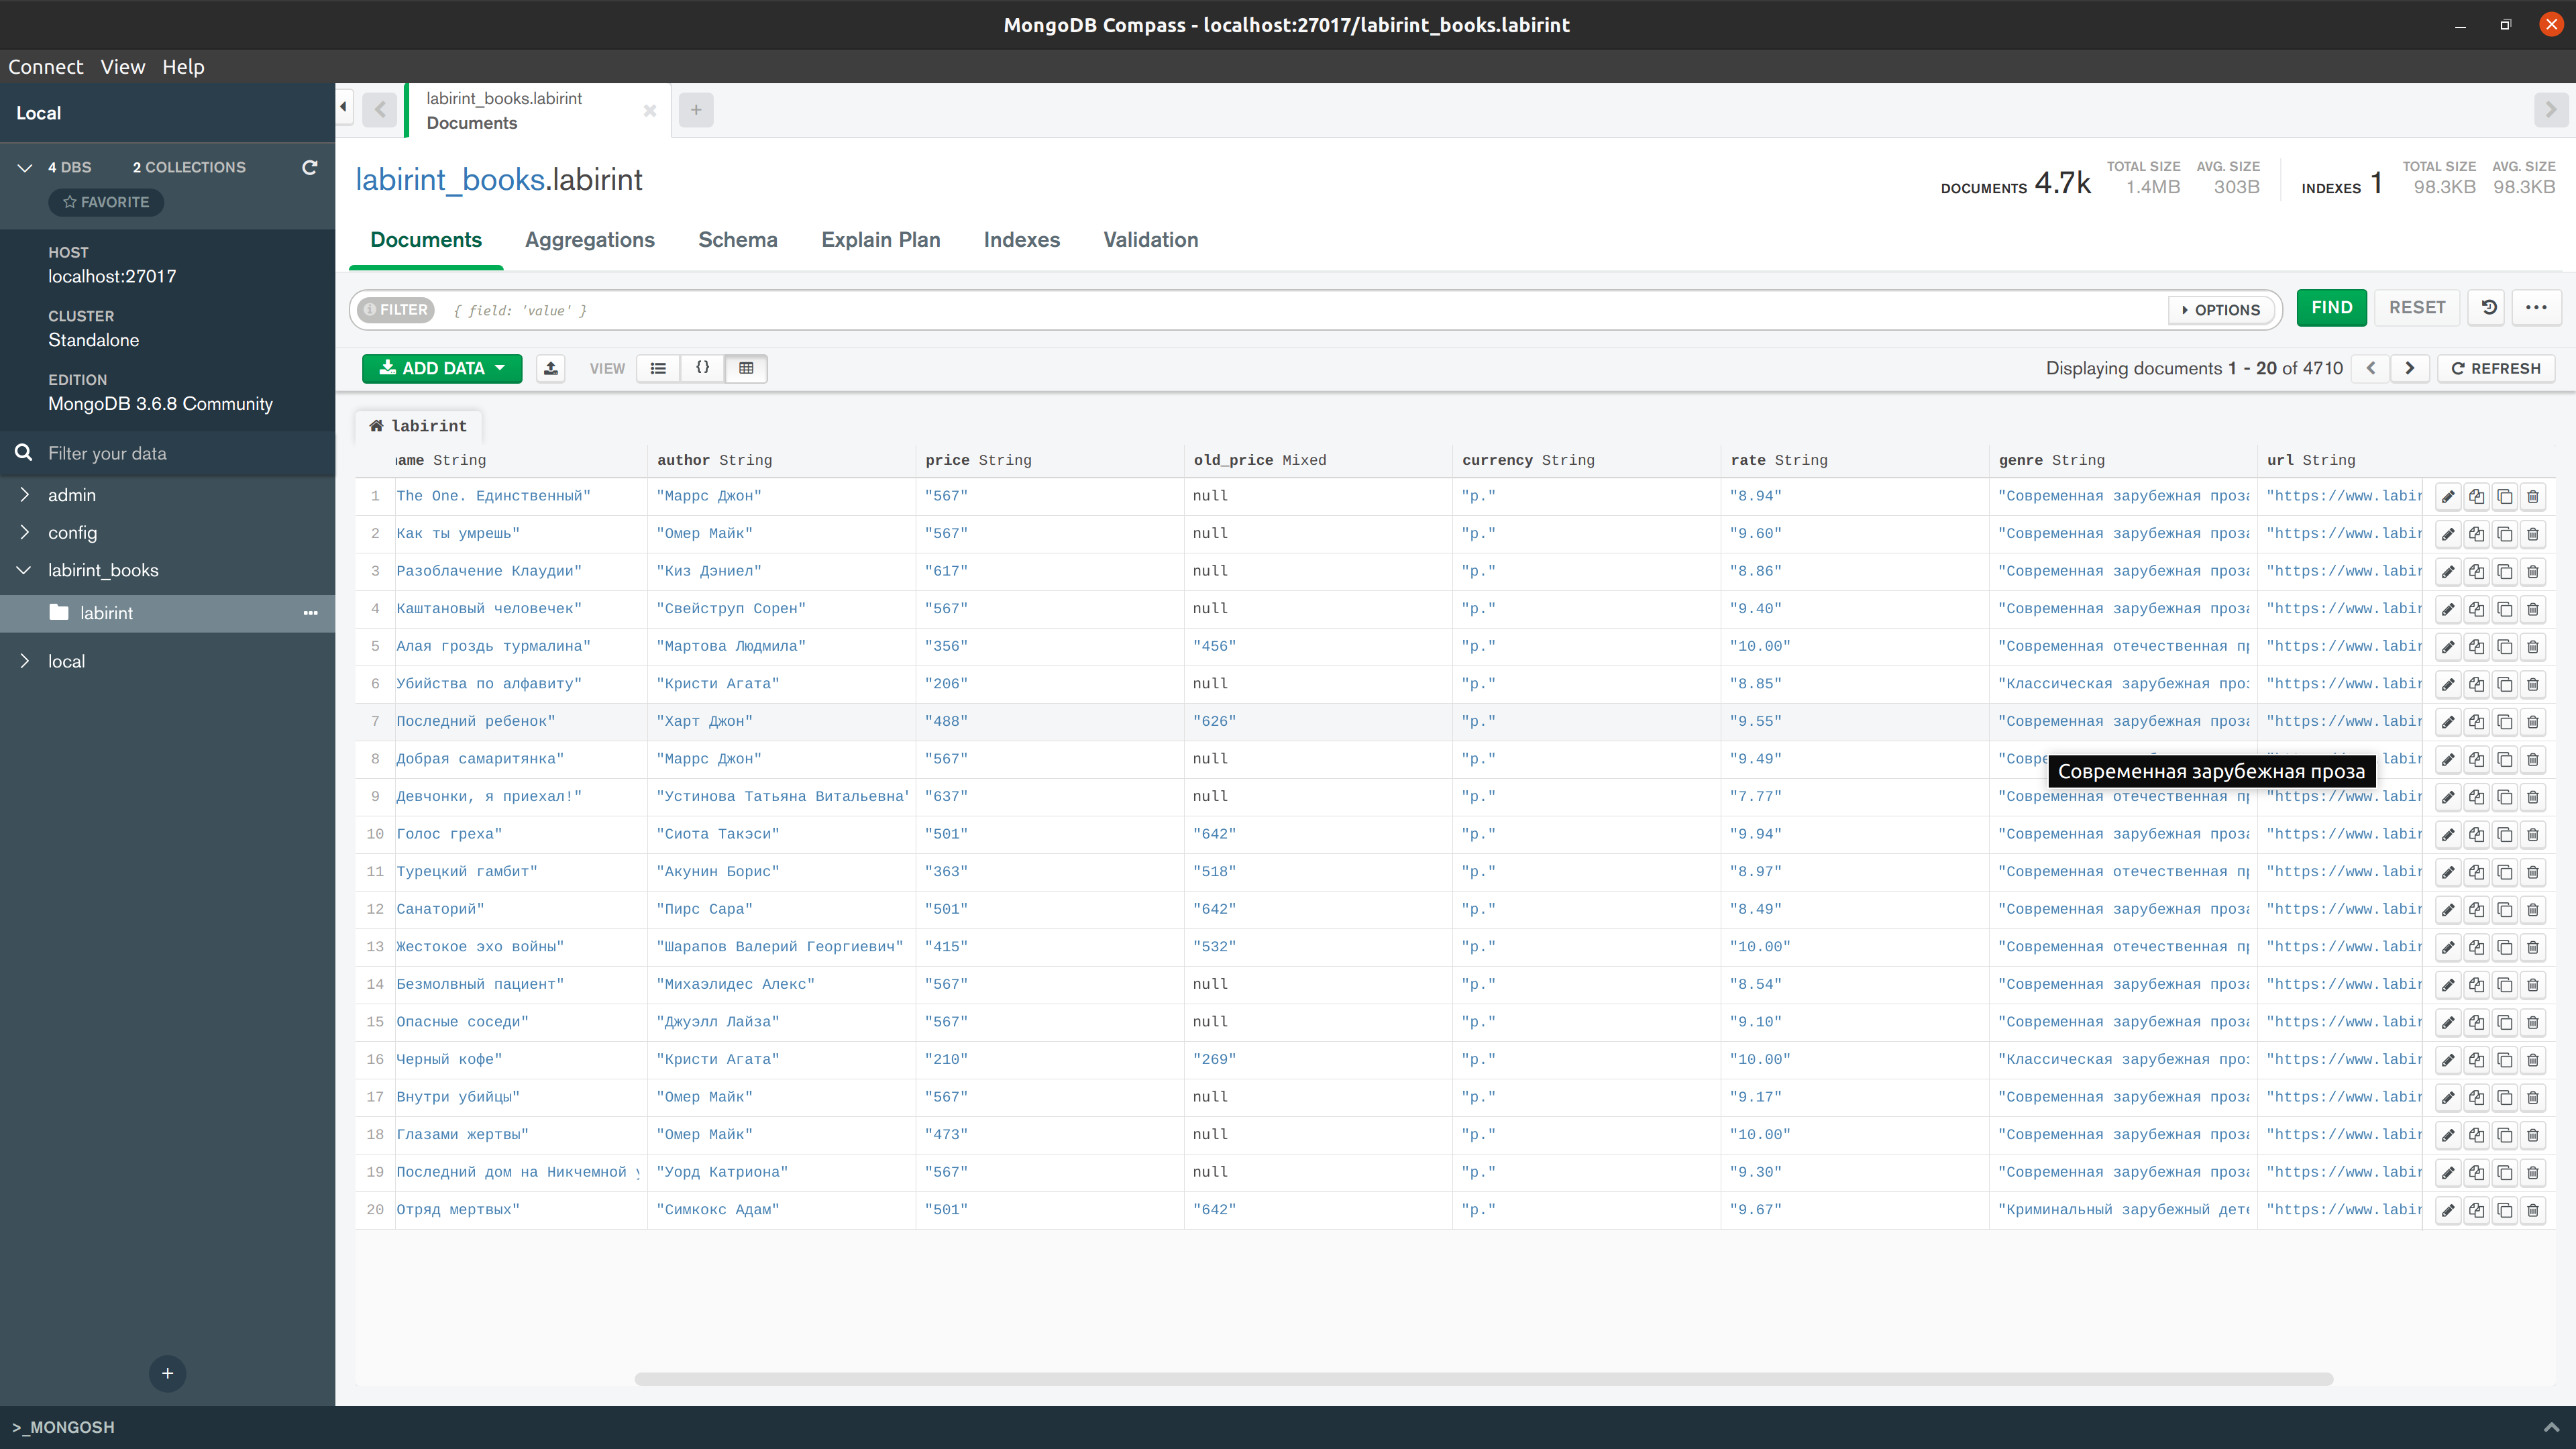 MongoDB Compass - localhost:27017/labirint_books.labirint
Connect View Help
Local
labirint_books.labirint
Documents
4 DBS 2 COLLECTIONS
FAVORITE
HOST
localhost:27017
CLUSTER
Standalone
EDITION
MongoDB 3.6.8 Community
Filter your data
admin
config
labirint_books
labirint
local
labirint_books.labirint
DOCUMENTS 4.7k TOTAL SIZE 1.4MB AVG. SIZE 303B INDEXES 1 TOTAL SIZE 98.3KB AVG. SIZE 98.3KB
Documents Aggregations Schema Explain Plan Indexes Validation
FILTER { field: 'value' } OPTIONS FIND RESET
ADD DATA VIEW {} Displaying documents 1 - 20 of 4710 REFRESH
labirint
ame String author String price String old_price Mixed currency String rate String genre String url String
1 The One. Единственный" "Маррс Джон" "567" null "р." "8.94" "Современная зарубежная проза "https://www.labir
2 Как ты умрешь" "Омер Майк" "567" null "р." "9.60" "Современная зарубежная проза "https://www.labir
3 Разоблачение Клаудии" "Киз Дэниел" "617" null "р." "8.86" "Современная зарубежная проза "https://www.labir
4 Каштановый человечек" "Свейструп Сорен" "567" null "р." "9.40" "Современная зарубежная проза "https://www.labir
5 Алая гроздь турмалина" "Мартова Людмила" "356" "456" "р." "10.00" "Современная отечественная пр "https://www.labir
6 Убийства по алфавиту" "Кристи Агата" "206" null "р." "8.85" "Классическая зарубежная проз "https://www.labir
7 Последний ребенок" "Харт Джон" "488" "626" "р." "9.55" "Современная зарубежная проза "https://www.labir
8 Добрая самаритянка" "Маррс Джон" "567" null "р." "9.49" "Совре labir
Современная зарубежная проза
9 Девчонки, я приехал!" "Устинова Татьяна Витальевна" "637" null "р." "7.77" "Современная отечественная пр "https://www.labir
10 Голос греха" "Сиота Такэси" "501" "642" "р." "9.94" "Современная зарубежная проза "https://www.labir
11 Турецкий гамбит" "Акунин Борис" "363" "518" "р." "8.97" "Современная отечественная пр "https://www.labir
12 Санаторий" "Пирс Сара" "501" "642" "р." "8.49" "Современная зарубежная проза "https://www.labir
13 Жестокое эхо войны" "Шарапов Валерий Георгиевич" "415" "532" "р." "10.00" "Современная отечественная пр "https://www.labir
14 Безмолвный пациент" "Михаэлидес Алекс" "567" null "р." "8.54" "Современная зарубежная проза "https://www.labir
15 Опасные соседи" "Джуэлл Лайза" "567" null "р." "9.10" "Современная зарубежная проза "https://www.labir
16 Черный кофе" "Кристи Агата" "210" "269" "р." "10.00" "Классическая зарубежная проз "https://www.labir
17 Внутри убийцы" "Омер Майк" "567" null "р." "9.17" "Современная зарубежная проза "https://www.labir
18 Глазами жертвы" "Омер Майк" "473" null "р." "10.00" "Современная зарубежная проза "https://www.labir
19 Последний дом на Никчемной у "Уорд Катриона" "567" null "р." "9.30" "Современная зарубежная проза "https://www.labir
20 Отряд мертвых" "Симкокс Адам" "501" "642" "р." "9.67" "Криминальный зарубежный дете "https://www.labir
>_MONGOSH